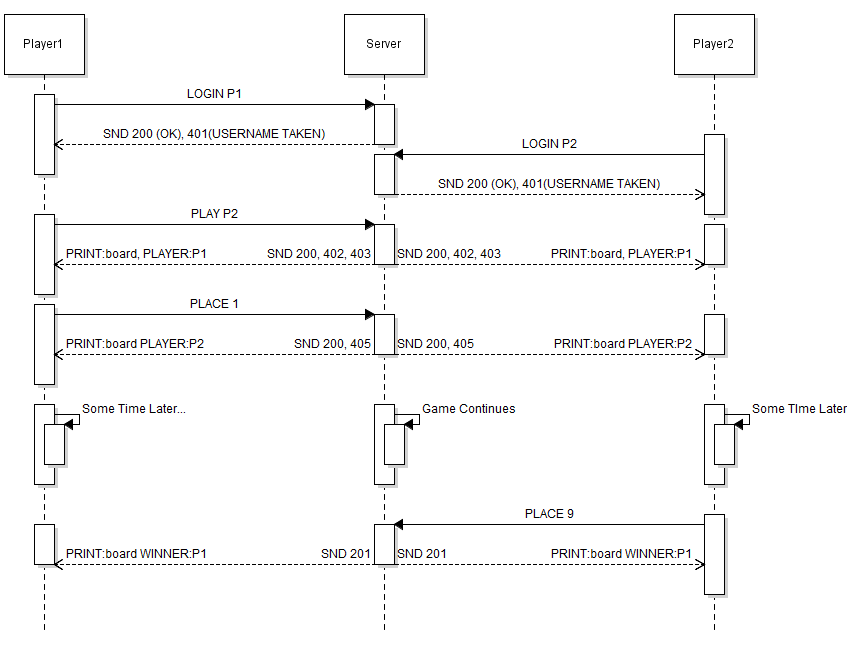 Player1
Server
Player2
LOGIN P1
SND 200 (OK), 401(USERNAME TAKEN)
LOGIN P2
SND 200 (OK), 401(USERNAME TAKEN)
PLAY P2
PRINT:board, PLAYER:P1
SND 200, 402, 403
SND 200, 402, 403
PRINT:board, PLAYER:P1
PLACE 1
PRINT:board PLAYER:P2
SND 200, 405
SND 200, 405
PRINT:board PLAYER:P2
Some Time Later...
Game Continues
Some TIme Later
PLACE 9
PRINT:board WINNER:P1
SND 201
SND 201
PRINT:board WINNER:P1